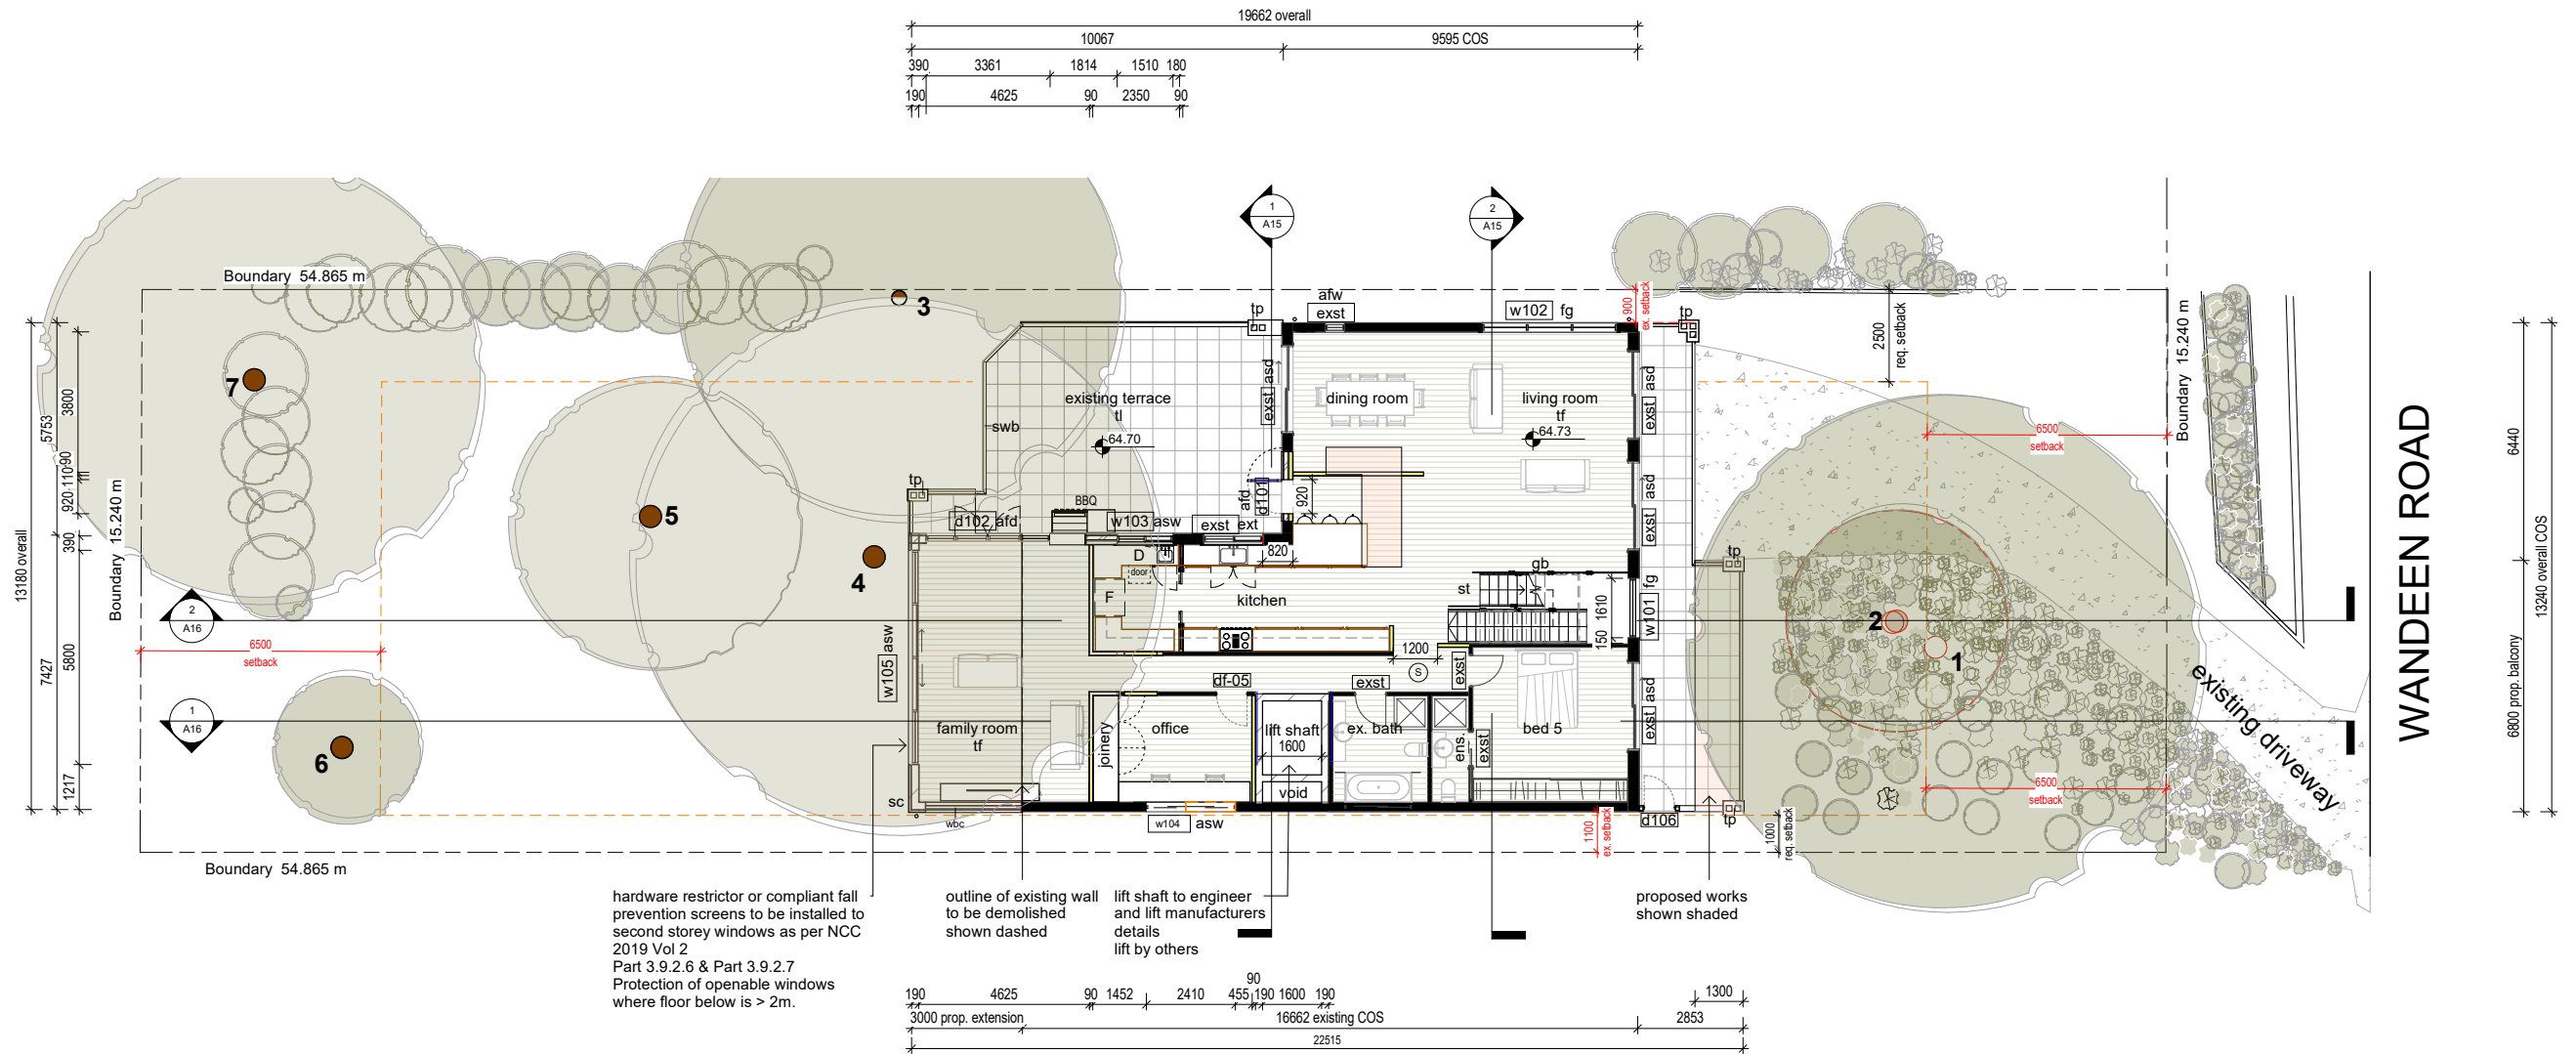 19662 overall
10067
9595 COS
390
3361
1814
1510
180
190
4625
90
2350
90
1
A15
2
A15
Boundary  54.865 m
3
tp
afw
exst
w102
fg
900
ex. setback
tp
2500
req. setback
Boundary  15.240 m
7
existing terrace
tl
64.70
swb
exst
asd
dining room
living room
tf
64.73
exst
asd
6500
setback
WANDEEN ROAD
13180 overall
5753
3800
90
110
920
390
7427
5800
1217
Boundary  15.240 m
5
4
tp
d102
afd
BBQ
w103
asw
exst
ext
afd
d101
920
820
exst
asd
6440
13240 overall COS
6800 prop. balcony
D
door
F
kitchen
st
gb
1610
150
w101
fg
tp
2
1
2
A16
6500
setback
w105
asw
1200
S
exst
df-05
exst
1
A16
family room
tf
joinery
office
lift shaft
1600
void
ex. bath
ens.
exst
bed 5
exst
asd
existing driveway
6500
setback
6
sc
wbc
w104
asw
1100
ex. setback
d106
tp
1000
req. setback
Boundary  54.865 m
hardware restrictor or compliant fall
prevention screens to be installed to
second storey windows as per NCC
2019 Vol 2
Part 3.9.2.6 & Part 3.9.2.7
Protection of openable windows
where floor below is > 2m.
outline of existing wall
to be demolished
shown dashed
lift shaft to engineer
and lift manufacturers
details
lift by others
proposed works
shown shaded
190
4625
90
1452
2410
455
90
190
1600
190
1300
3000 prop. extension
16662 existing COS
2853
22515